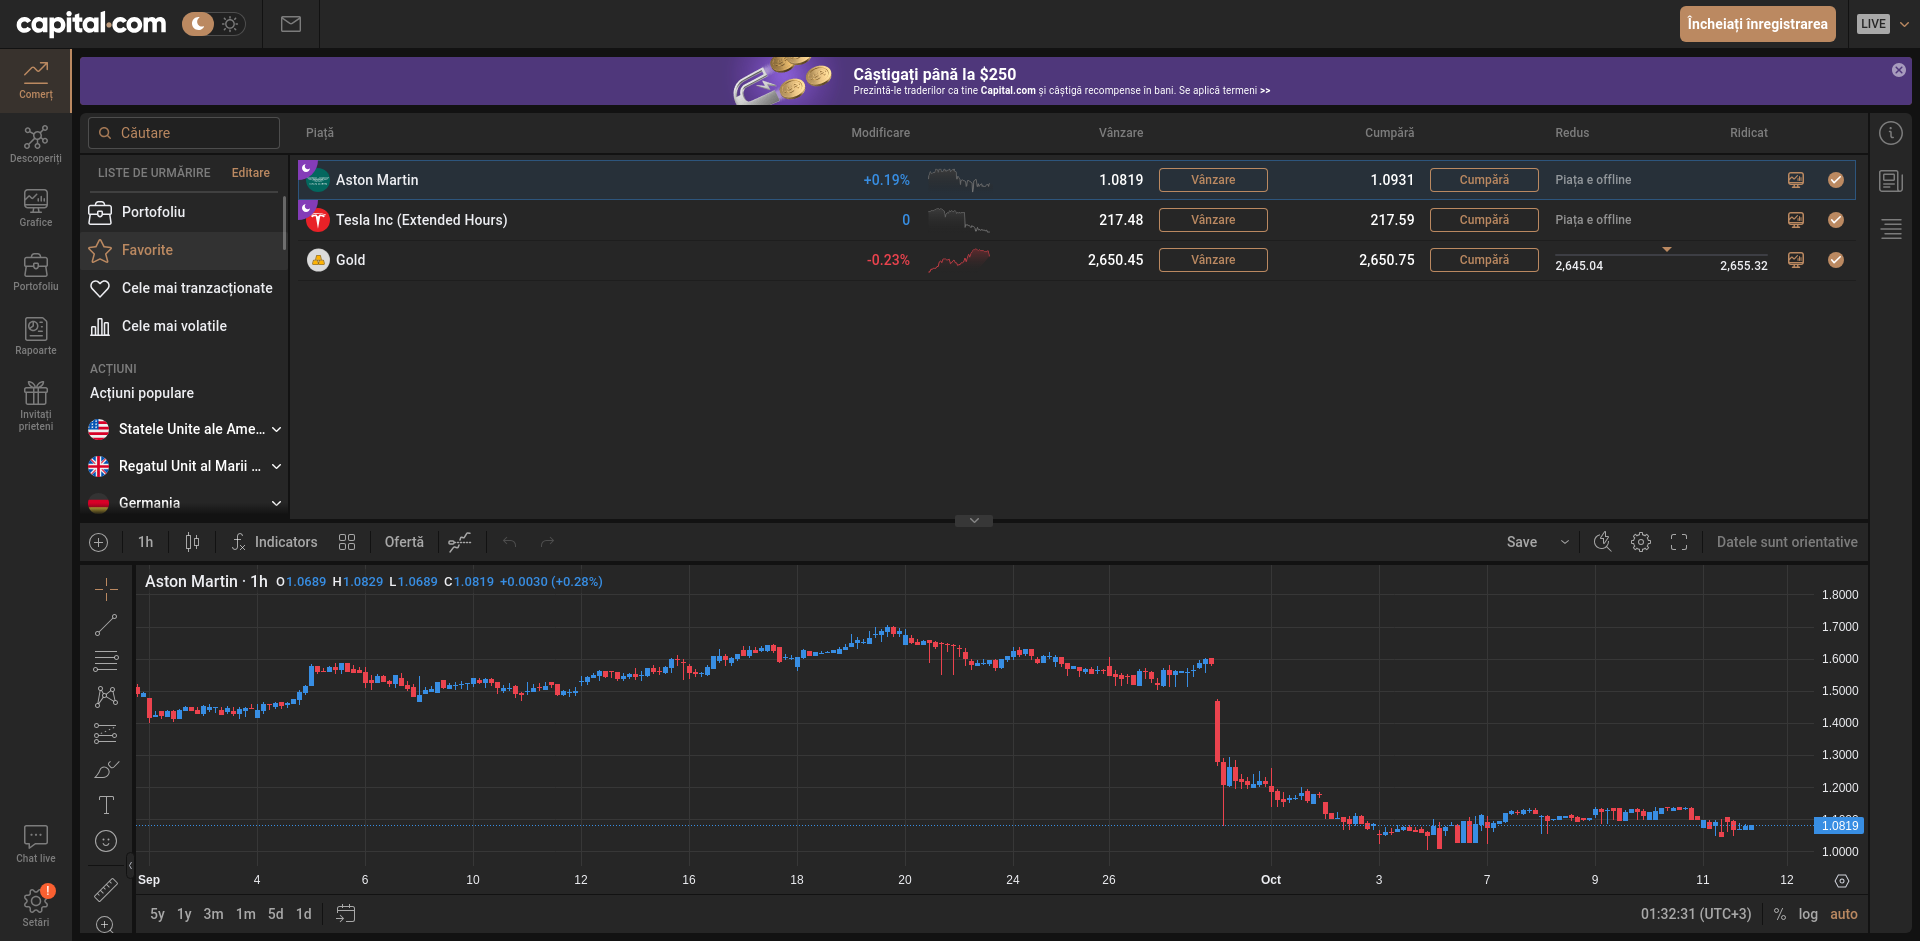 capital.com
Încheiați înregistrarea
LIVE
Câștigați până la $250
Prezintă-le traderilor ca tine Capital.com și câștigă recompense în bani. Se aplică termeni >>
Comerț
Descoperiți
Grafice
Portofoliu
Rapoarte
Invitați
prieteni
Chat live
Setări
!
Căutare
LISTE DE URMĂRIRE Editare
Portofoliu
Favorite
Cele mai tranzacționate
Cele mai volatile
ACȚIUNI
Acțiuni populare
Statele Unite ale Ame...
Regatul Unit al Marii ...
Germania
Piață Modificare Vânzare Cumpără Redus Ridicat
Aston Martin +0.19% 1.0819 Vânzare 1.0931 Cumpără Piața e offline
Tesla Inc (Extended Hours) 0 217.48 Vânzare 217.59 Cumpără Piața e offline
Gold -0.23% 2,650.45 Vânzare 2,650.75 Cumpără 2,645.04 2,655.32
1h Indicators Ofertă Save Datele sunt orientative
Aston Martin · 1h O1.0689 H1.0829 L1.0689 C1.0819 +0.0030 (+0.28%)
1.8000
1.7000
1.6000
1.5000
1.4000
1.3000
1.2000
1.0819
1.0000
Sep 4 6 10 12 16 18 20 24 26 Oct 3 7 9 11 12
5y 1y 3m 1m 5d 1d 01:32:31 (UTC+3) % log auto